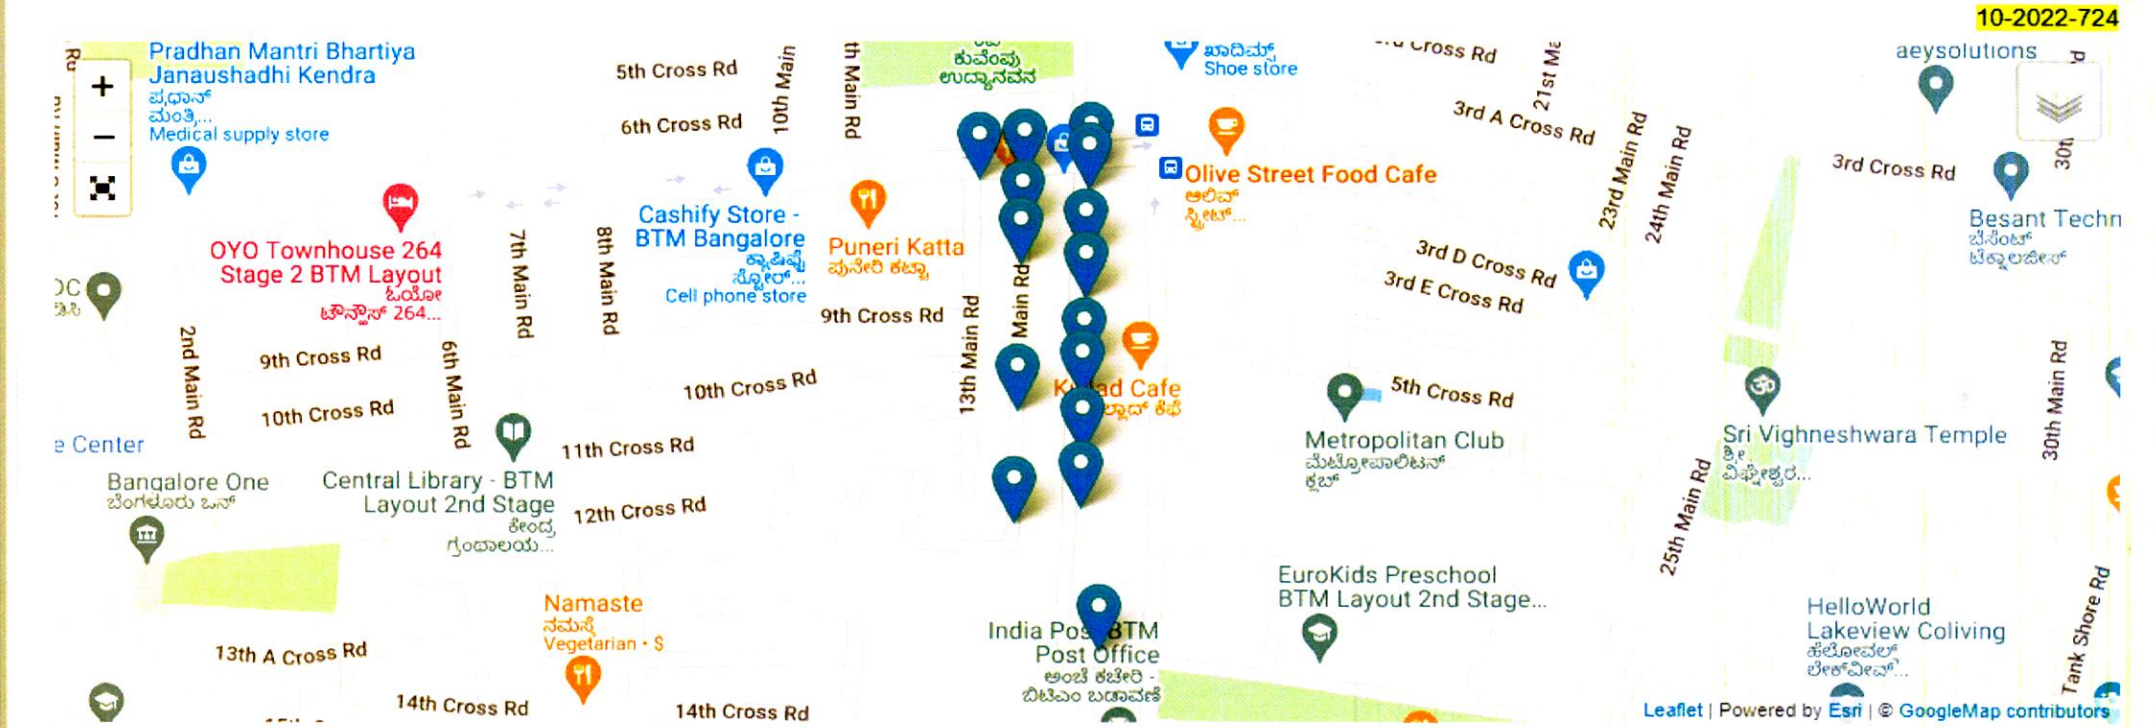 10-2022-724
Pradhan Mantri Bhartiya
Janaushadhi Kendra
ಪ್ರಧಾನ್
ಮಂತ್ರಿ...
Medical supply store
5th Cross Rd
6th Cross Rd
10th Main
th Main Rd
ಕುವೆಂಪು
ಉದ್ಯಾನವನ
ಖಾದಿಮ್ಸ್
Shoe store
Cross Rd
21st Ma
3rd A Cross Rd
aeysolutions
3rd Cross Rd
23rd Main Rd
24th Main Rd
Besant Techn
ಬೆಸೆಂಟ್
ಟೆಕ್ನಾಲಜೀಸ್
OYO Townhouse 264
Stage 2 BTM Layout
ಓಯೋ
ಟೌನ್ಹೌಸ್ 264...
7th Main Rd
8th Main Rd
Cashify Store -
BTM Bangalore
ಕ್ಯಾಷಿಫೈ
ಸ್ಟೋರ್...
Cell phone store
Puneri Katta
ಪುನೇರಿ ಕಟ್ಟಾ
Olive Street Food Cafe
ಆಲಿವ್
ಸ್ಟ್ರೀಟ್...
3rd D Cross Rd
3rd E Cross Rd
9th Cross Rd
13th Main Rd
Main Rd
2nd Main Rd
9th Cross Rd
10th Cross Rd
6th Main Rd
10th Cross Rd
ad Cafe
5th Cross Rd
Metropolitan Club
ಮೆಟ್ರೋಪಾಲಿಟನ್
ಕ್ಲಬ್
Sri Vighneshwara Temple
ಶ್ರೀ
ವಿಘ್ನೇಶ್ವರ...
30th Main Rd
e Center
Bangalore One
ಬೆಂಗಳೂರು ಒನ್
Central Library - BTM
Layout 2nd Stage
ಕೇಂದ್ರ
ಗ್ರಂಥಾಲಯ...
11th Cross Rd
12th Cross Rd
25th Main Rd
Namaste
ನಮಸ್ತೆ
Vegetarian · $
13th A Cross Rd
14th Cross Rd
14th Cross Rd
India Pos BTM
Post Office
ಅಂಚೆ ಕಚೇರಿ -
ಬಿಟಿಎಂ ಬಡಾವಣೆ
EuroKids Preschool
BTM Layout 2nd Stage...
HelloWorld
Lakeview Coliving
ಹೆಲೋವರ್ಲ್ಡ್
ಲೇಕ್‌ವೀವ್...
Tank Shore Rd
Leaflet | Powered by Esri | © GoogleMap contributors